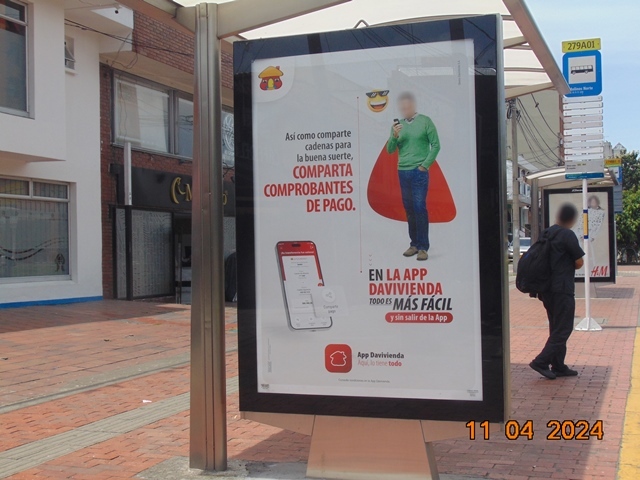 279A01
Así como comparte
cadenas para
la buena suerte,
COMPARTA
COMPROBANTES
DE PAGO.
EN LA APP
DAVIVIENDA
TODO ES MÁS FÁCIL
y sin salir de la App
App Davivienda
Aquí, lo tiene todo
H&M
11 04 2024